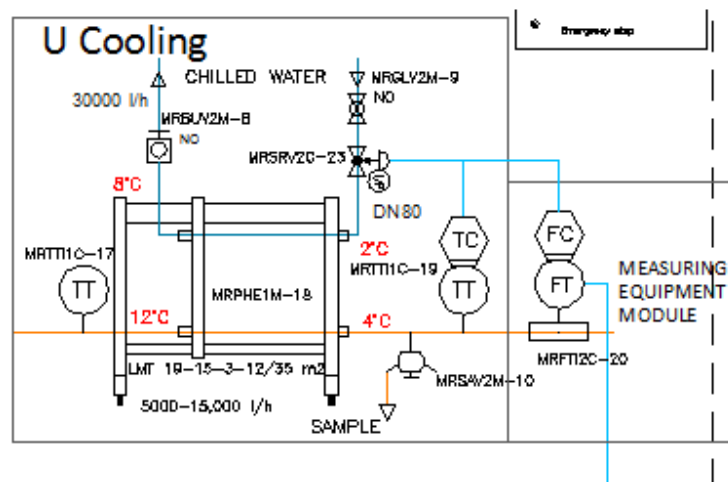 Emergency stop
U Cooling
CHILLED WATER
MRGLV2M-9
NO
30000 l/h
MRBUV2M-8
NO
MRSRV2C-23
8°C
DN80
2°C
MRTTI1C-17
MRTTI1C-19
TC
FC
TT
MRPHE1M-18
TT
FT
MEASURING
EQUIPMENT
MODULE
12°C
4°C
LMT 19-15-3-12/35 m2
MRSAV2M-10
MRFTI2C-20
5000-15,000 l/h
SAMPLE